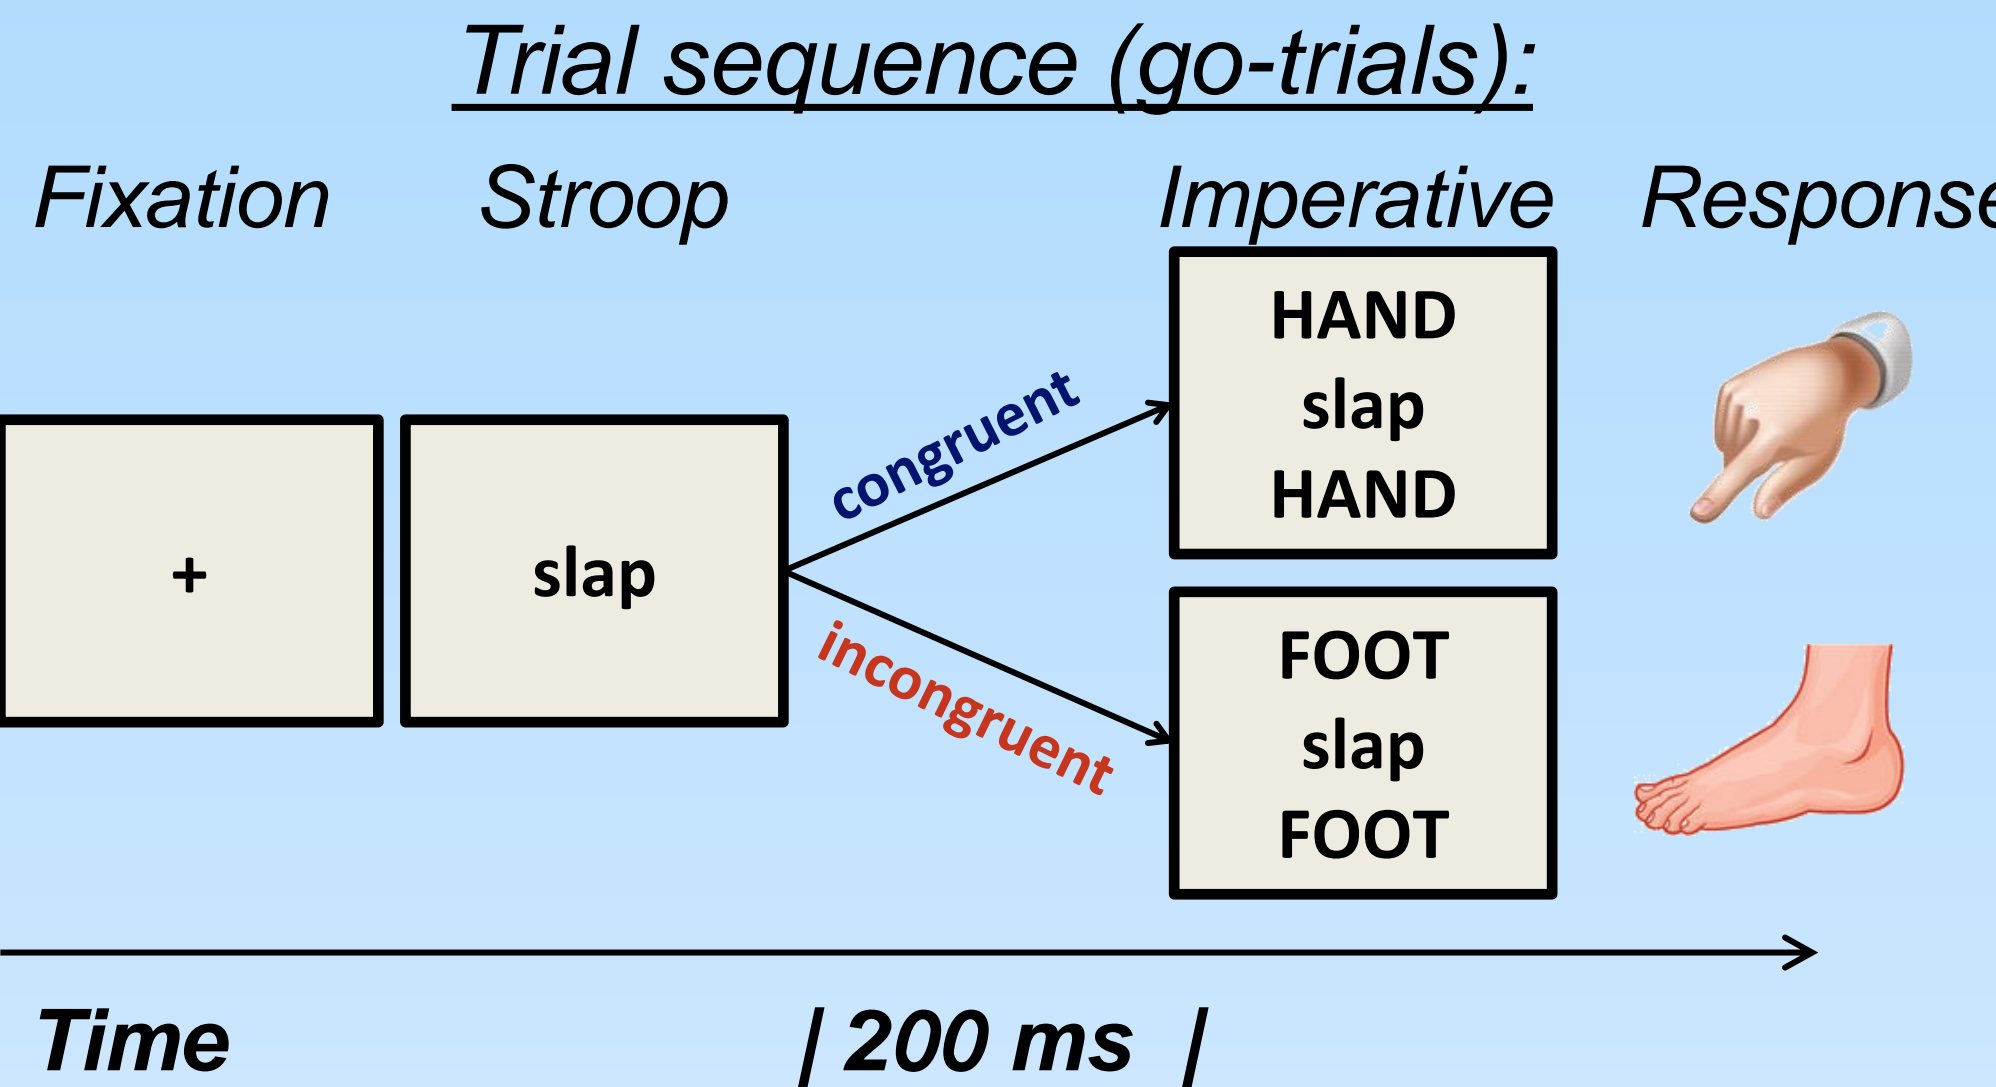 Trial sequence (go-trials):
Fixation Stroop Imperative Response
HAND
slap
HAND
congruent
+
slap
incongruent
FOOT
slap
FOOT
Time | 200 ms |